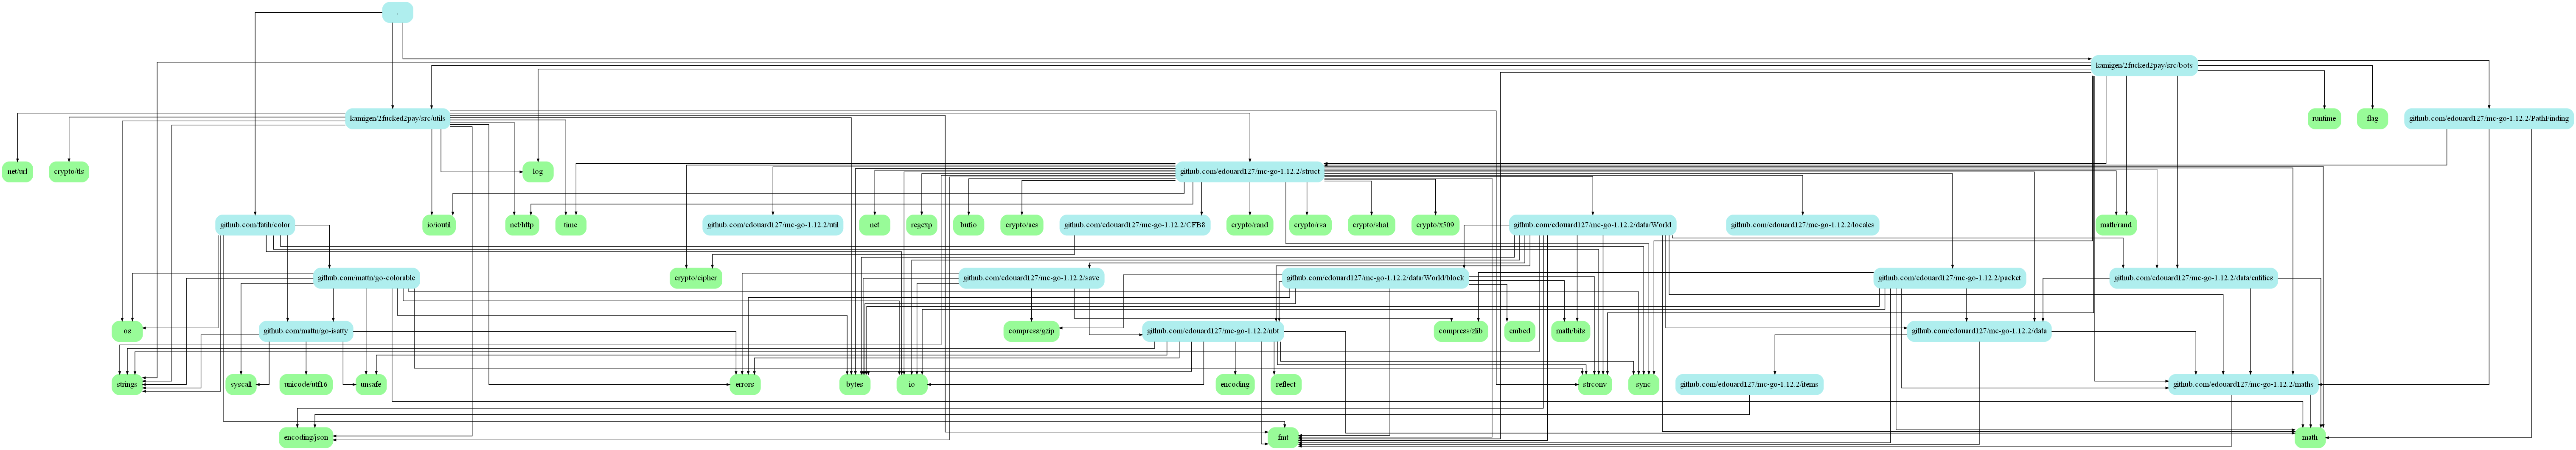 .
kamigen/2fucked2pay/src/bots
kamigen/2fucked2pay/src/utils
runtime
flag
github.com/edouard127/mc-go-1.12.2/PathFinding
net/url
crypto/tls
log
github.com/edouard127/mc-go-1.12.2/struct
github.com/fatih/color
io/ioutil
net/http
time
github.com/edouard127/mc-go-1.12.2/util
net
regexp
bufio
crypto/aes
github.com/edouard127/mc-go-1.12.2/CFB8
crypto/rand
crypto/rsa
crypto/sha1
crypto/x509
github.com/edouard127/mc-go-1.12.2/data/World
github.com/edouard127/mc-go-1.12.2/locales
math/rand
github.com/mattn/go-colorable
crypto/cipher
github.com/edouard127/mc-go-1.12.2/save
github.com/edouard127/mc-go-1.12.2/data/World/block
github.com/edouard127/mc-go-1.12.2/packet
github.com/edouard127/mc-go-1.12.2/data/entities
os
github.com/mattn/go-isatty
compress/gzip
github.com/edouard127/mc-go-1.12.2/nbt
compress/zlib
embed
math/bits
github.com/edouard127/mc-go-1.12.2/data
strings
syscall
unicode/utf16
unsafe
errors
bytes
io
encoding
reflect
strconv
sync
github.com/edouard127/mc-go-1.12.2/items
github.com/edouard127/mc-go-1.12.2/maths
encoding/json
fmt
math